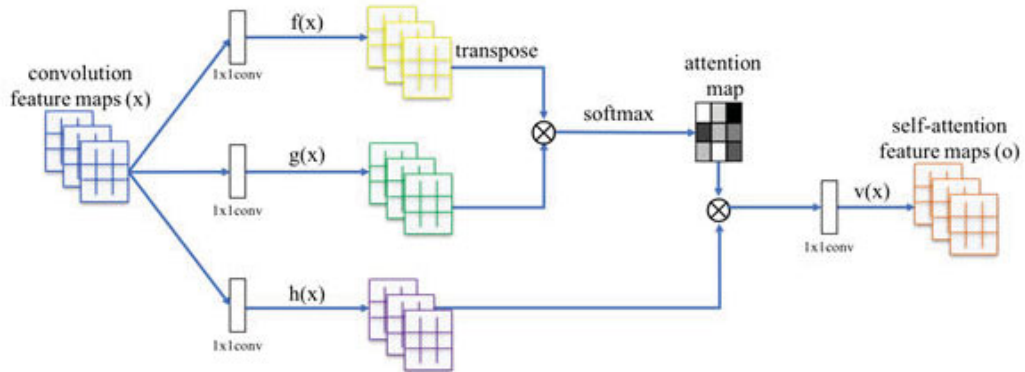 convolution
feature maps (x)
1x1conv
f(x)
transpose
1x1conv
g(x)
1x1conv
h(x)
softmax
attention
map
1x1conv
v(x)
self-attention
feature maps (o)